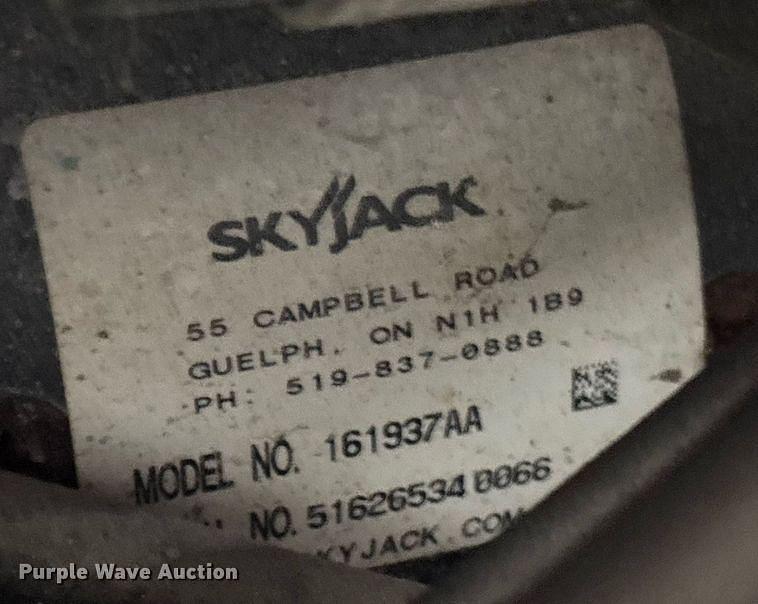 SKYJACK
55 CAMPBELL ROAD
GUELPH, ON N1H 1B9
PH: 519-837-0888
MODEL NO. 161937AA
NO. 51626534 0066
KYJACK.COM
Purple Wave Auction